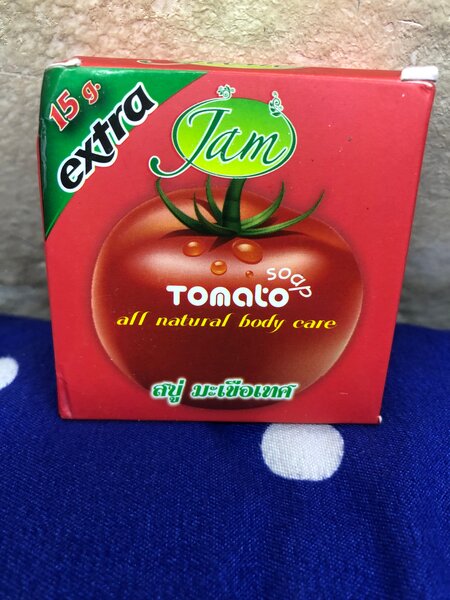 15 g.
extra
Jam
soap
Tomato
all natural body care
สบู่ มะเขือเทศ